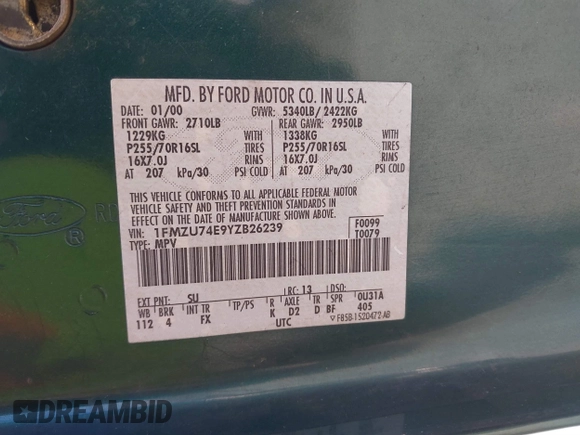 MFD. BY FORD MOTOR CO. IN U.S.A.
DATE: 01/00 GVWR: 5340LB/ 2422KG
FRONT GAWR: 2710LB REAR GAWR: 2950LB
1229KG WITH 1338KG WITH
P255/70R16SL TIRES P255/70R16SL TIRES
16X7.0J RIMS 16X7.0J RIMS
AT 207 kPa/30 PSI COLD AT 207 kPa/30 PSI COLD
THIS VEHICLE CONFORMS TO ALL APPLICABLE FEDERAL MOTOR
VEHICLE SAFETY AND BUMPER STANDARDS IN EFFECT ON THE DATE OF
MANUFACTURE SHOWN ABOVE.
VIN: 1FMZU74E9YZB26239 F0099
TYPE: MPV T0079
EXT PNT: SU RC: 13 DSO:
WB BRK INT TR TP/PS R AXLE TR SPR 0U31A
112 4 FX K D2 D BF 405
UTC F85B-1520472-AB
Ford
®
DREAMBID